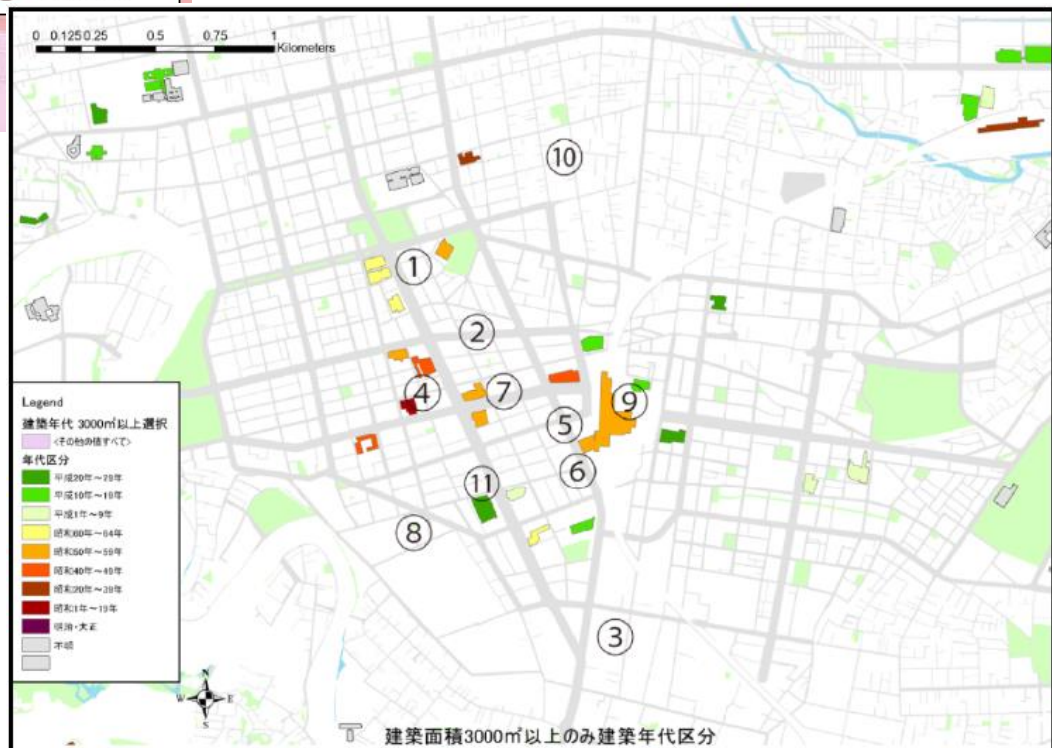 0 0.125 0.25 0.5 0.75 1
Kilometers
⑩
①
②
④
⑦
⑨
⑤
⑥
⑪
⑧
③
Legend
建築年代 3000㎡以上選択
<その他の値すべて>
年代区分
平成20年～28年
平成10年～19年
平成1年～9年
昭和60年～64年
昭和50年～59年
昭和40年～49年
昭和20年～39年
昭和1年～19年
明治・大正
不明
N
W E
S
建築面積3000㎡以上のみ建築年代区分